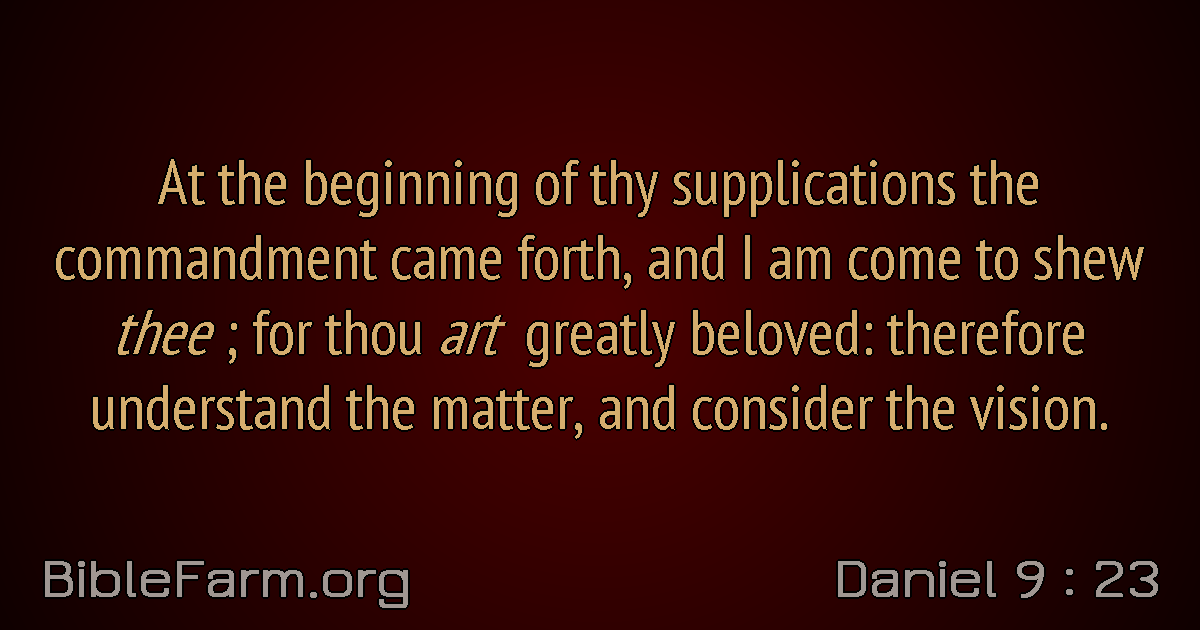 At the beginning of thy supplications the
commandment came forth, and I am come to shew
thee ; for thou art greatly beloved: therefore
understand the matter, and consider the vision.
BibleFarm.org
Daniel 9 : 23